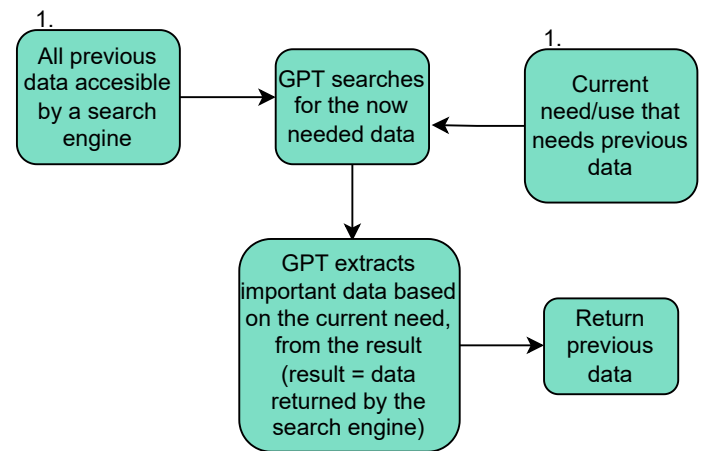 1.
All previous
data accesible
by a search
engine
GPT searches
for the now
needed data
1.
Current
need/use that
needs previous
data
GPT extracts
important data based
on the current need,
from the result
(result = data
returned by the
search engine)
Return
previous
data